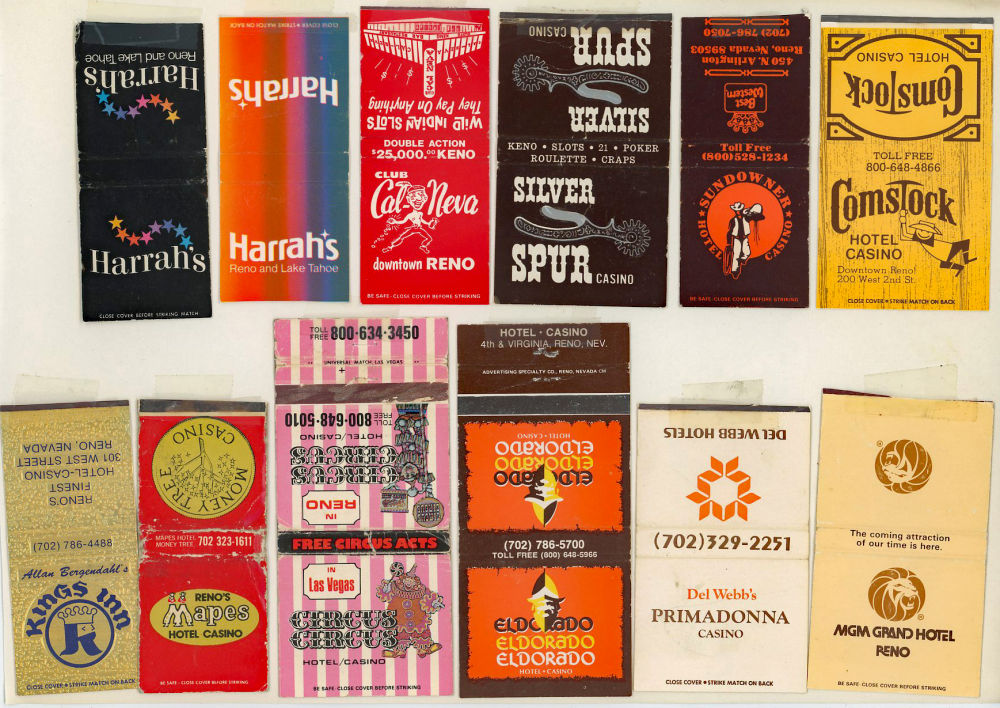 Harrah's
Reno and Lake Tahoe
Harrah's
CLOSE COVER BEFORE STRIKING MATCH
CLOSE COVER • STRIKE MATCH ON BACK
Harrah's
Harrah's
Reno and Lake Tahoe
WILD INDIAN SLOTS
They Pay On Anything
DOUBLE ACTION
$25,000.00 KENO
CLUB
Cal-Neva
downtown RENO
BE SAFE-CLOSE COVER BEFORE STRIKING
SILVER
SPUR
CASINO
KENO • SLOTS • 21 • POKER
ROULETTE • CRAPS
SILVER
SPUR CASINO
Best
Western
450 N. Arlington
Reno, Nevada 89503
(702) 786-7050
Toll Free
(800)528-1234
SUNDOWNER
HOTEL CASINO
BE SAFE-CLOSE COVER BEFORE STRIKING
COMSTOCK
HOTEL CASINO
TOLL FREE
800-648-4866
COMSTOCK
HOTEL
CASINO
Downtown Reno!
200 West 2nd St.
CLOSE COVER • STRIKE MATCH ON BACK
RENO'S
FINEST
HOTEL-CASINO
301 WEST STREET
RENO, NEVADA
(702) 786-4488
Allan Bergendahl's
KINGS INN
K
CLOSE COVER • STRIKE MATCH ON BACK
MONEY TREE
CASINO
MAPES HOTEL
MONEY TREE 702 323-1611
RENO'S
Mapes
HOTEL CASINO
BE SAFE-CLOSE COVER BEFORE STRIKING
TOLL
FREE 800-634-3450
UNIVERSAL MATCH, LAS VEGAS
IN
RENO
CIRCUS
CIRCUS
HOTEL/CASINO
TOLL
FREE 800-648-5010
FREE CIRCUS ACTS
IN
Las Vegas
CIRCUS
CIRCUS
HOTEL/CASINO
BE SAFE-CLOSE COVER BEFORE STRIKING
HOTEL • CASINO
4th & VIRGINIA, RENO, NEV.
ADVERTISING SPECIALTY CO., RENO, NEVADA
ELDORADO
ELDORADO
ELDORADO
HOTEL • CASINO
(702) 786-5700
TOLL FREE (800) 648-5966
ELDORADO
ELDORADO
ELDORADO
HOTEL • CASINO
BE SAFE-CLOSE COVER BEFORE STRIKING
DEL WEBB HOTELS
(702)329-2251
Del Webb's
PRIMADONNA
CASINO
CLOSE COVER • STRIKE MATCH ON BACK
The coming attraction
of our time is here.
MGM GRAND HOTEL
RENO
BE SAFE-CLOSE COVER BEFORE STRIKING